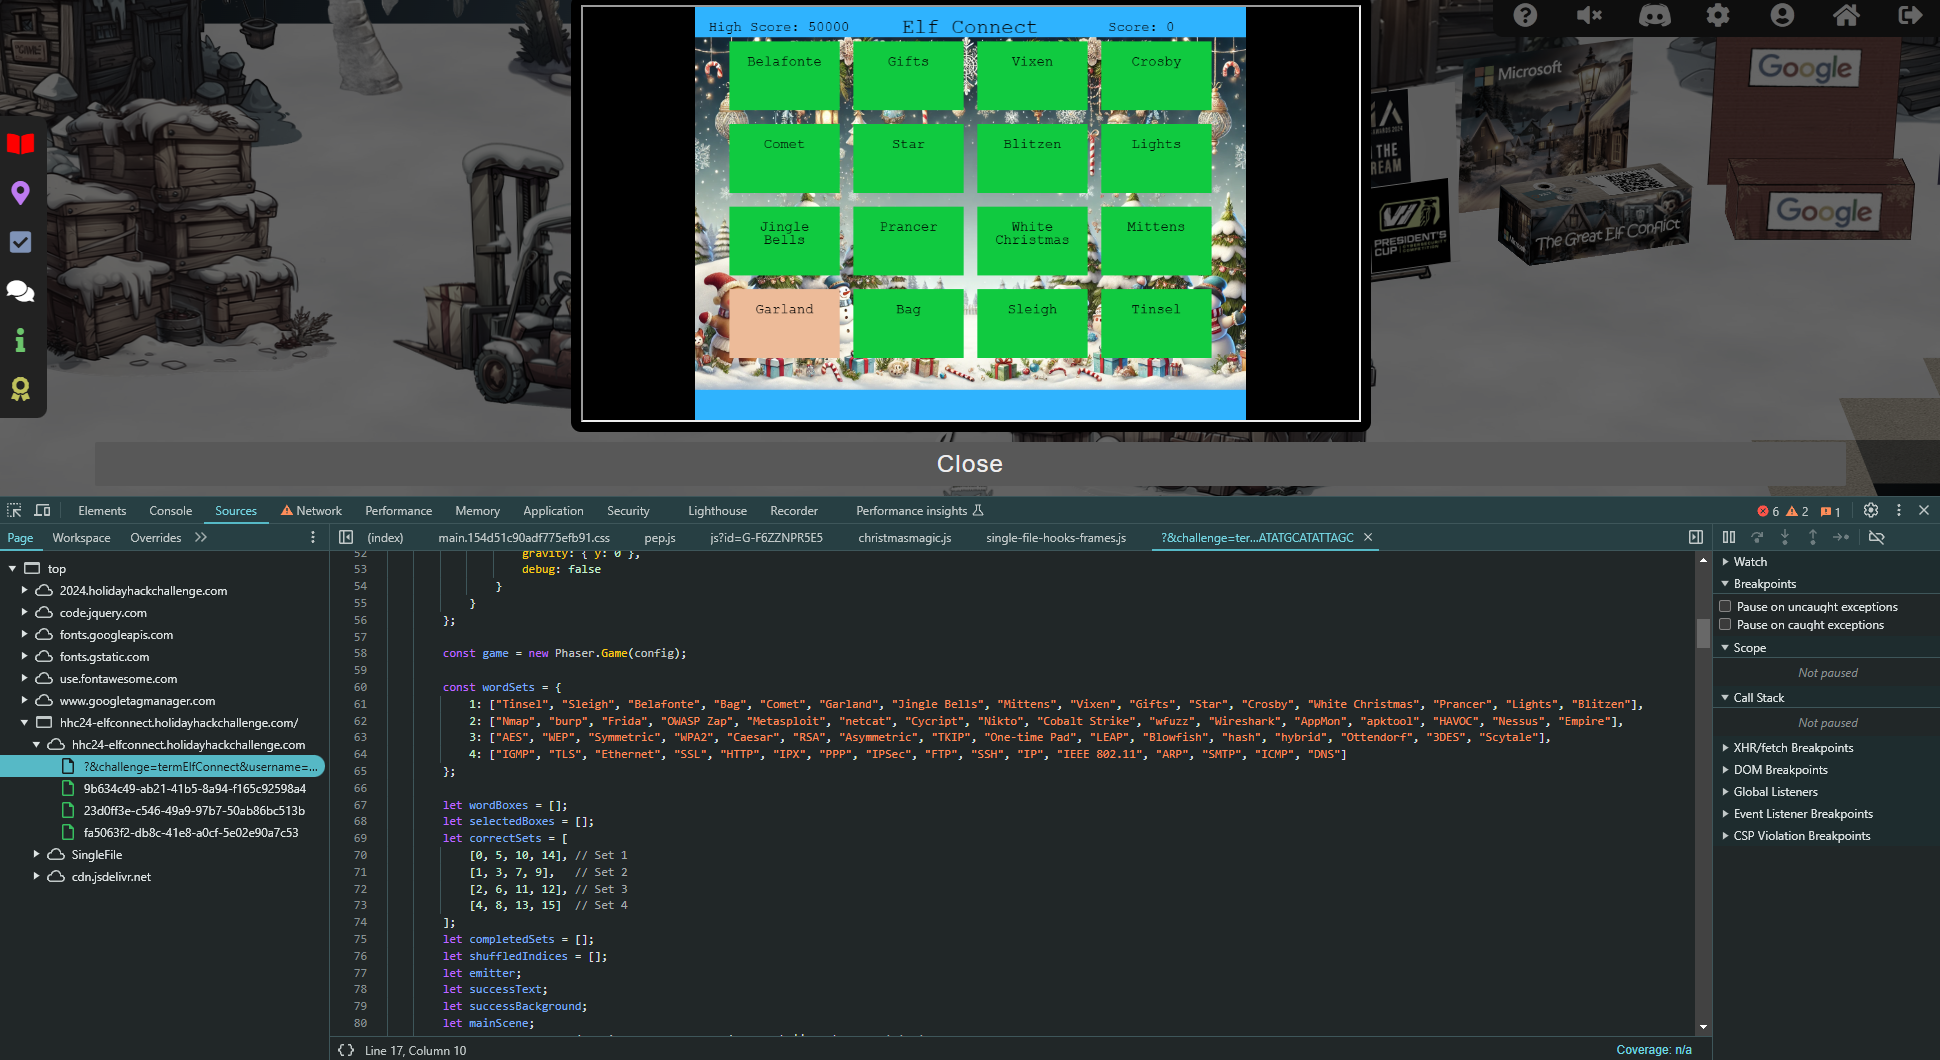 High Score: 50000 Elf Connect Score: 0
Belafonte Gifts Vixen Crosby
Comet Star Blitzen Lights
Jingle Bells Prancer White Christmas Mittens
Garland Bag Sleigh Tinsel
GAME
Microsoft
Google
AWARDS 2024
THE
The Great Elf Conflict
Google
PRESIDENT'S
CUP
Close
Elements Console Sources Network Performance Memory Application Security Lighthouse Recorder Performance insights 6 2 1
Page Workspace Overrides
(index) main.154d51c90adf775efb91.css pep.js js?id=G-F6ZZNPR5E5 christmasmagic.js single-file-hooks-frames.js ?&challenge=ter...ATATGCATATTAGC
top
2024.holidayhackchallenge.com
code.jquery.com
fonts.googleapis.com
fonts.gstatic.com
use.fontawesome.com
www.googletagmanager.com
hhc24-elfconnect.holidayhackchallenge.com/
hhc24-elfconnect.holidayhackchallenge.com
?&challenge=termElfConnect&username=...
9b634c49-ab21-41b5-8a94-f165c92598a4
23d0ff3e-c546-49a9-97b7-50ab86bc513b
fa5063f2-db8c-41e8-a0cf-5e02e90a7c53
SingleFile
cdn.jsdelivr.net
52 gravity: { y: 0 },
53 debug: false
54 }
55 }
56 };
57
58 const game = new Phaser.Game(config);
59
60 const wordSets = {
61 1: ["Tinsel", "Sleigh", "Belafonte", "Bag", "Comet", "Garland", "Jingle Bells", "Mittens", "Vixen", "Gifts", "Star", "Crosby", "White Christmas", "Prancer", "Lights", "Blitzen"],
62 2: ["Nmap", "burp", "Frida", "OWASP Zap", "Metasploit", "netcat", "Cycript", "Nikto", "Cobalt Strike", "wfuzz", "Wireshark", "AppMon", "apktool", "HAVOC", "Nessus", "Empire"],
63 3: ["AES", "WEP", "Symmetric", "WPA2", "Caesar", "RSA", "Asymmetric", "TKIP", "One-time Pad", "LEAP", "Blowfish", "hash", "hybrid", "Ottendorf", "3DES", "Scytale"],
64 4: ["IGMP", "TLS", "Ethernet", "SSL", "HTTP", "IPX", "PPP", "IPSec", "FTP", "SSH", "IP", "IEEE 802.11", "ARP", "SMTP", "ICMP", "DNS"]
65 };
66
67 let wordBoxes = [];
68 let selectedBoxes = [];
69 let correctSets = [
70 [0, 5, 10, 14], // Set 1
71 [1, 3, 7, 9], // Set 2
72 [2, 6, 11, 12], // Set 3
73 [4, 8, 13, 15] // Set 4
74 ];
75 let completedSets = [];
76 let shuffledIndices = [];
77 let emitter;
78 let successText;
79 let successBackground;
80 let mainScene;
{} Line 17, Column 10 Coverage: n/a
Watch
Breakpoints
Pause on uncaught exceptions
Pause on caught exceptions
Scope
Not paused
Call Stack
Not paused
XHR/fetch Breakpoints
DOM Breakpoints
Global Listeners
Event Listener Breakpoints
CSP Violation Breakpoints